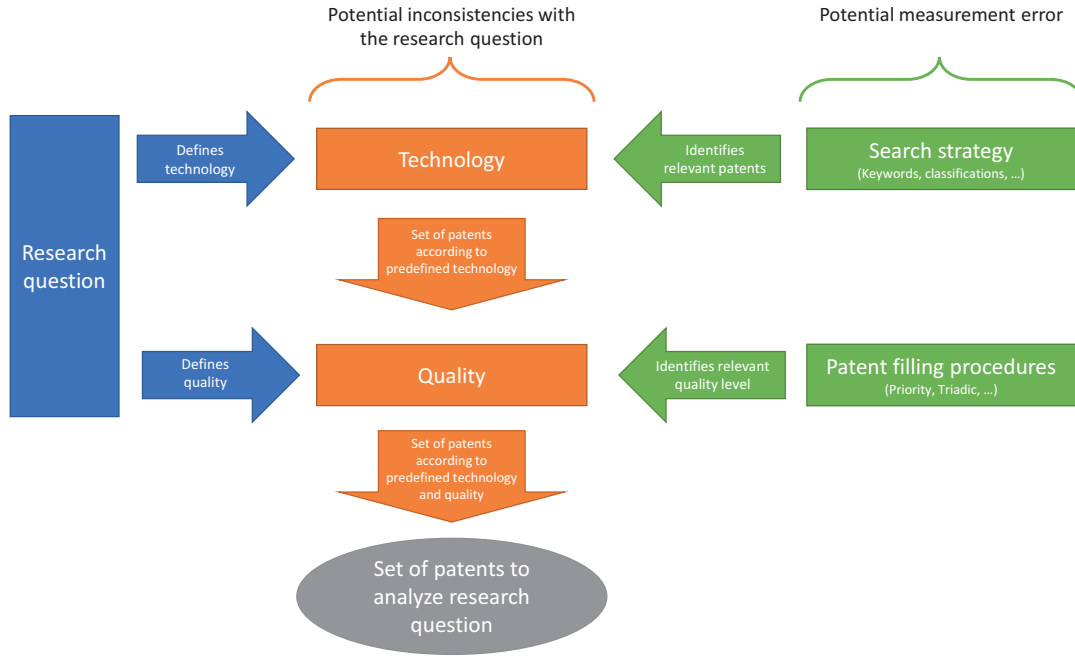 Potential inconsistencies with
the research question
Potential measurement error
Research
question
Defines
technology
Technology
Identifies
relevant patents
Search strategy
(Keywords, classifications, ...)
Set of patents
according to
predefined technology
Defines
quality
Quality
Identifies relevant
quality level
Patent filling procedures
(Priority, Triadic, ...)
Set of patents
according to
predefined technology
and quality
Set of patents to
analyze research
question